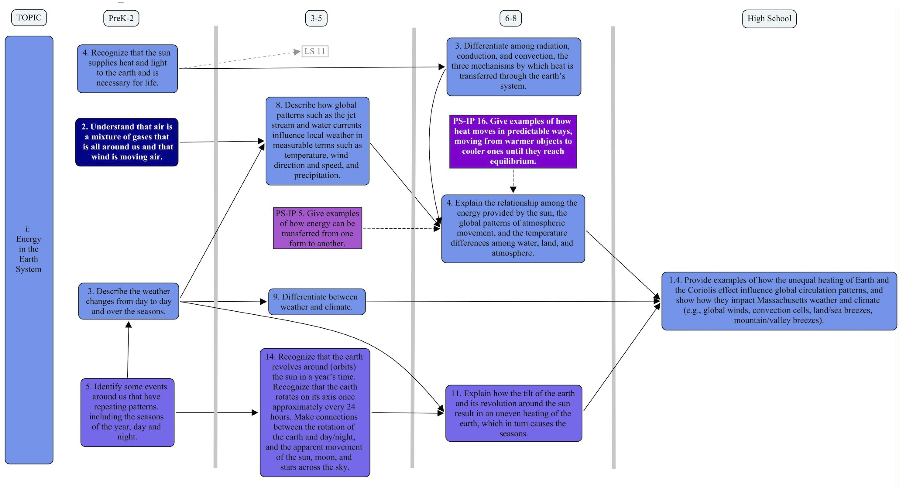 TOPIC
PreK-2
3-5
6-8
High School
i:
Energy
in the
Earth
System
4. Recognize that the sun
supplies heat and light
to the earth and is
necessary for life.
LS 11
3. Differentiate among radiation,
conduction, and convection, the
three mechanisms by which heat is
transferred through the earth's
system.
2. Understand that air is
a mixture of gases that
is all around us and that
wind is moving air.
8. Describe how global
patterns such as the jet
stream and water currents
influence local weather in
measurable terms such as
temperature, wind
direction and speed, and
precipitation.
PS-IP 16. Give examples of how
heat moves in predictable ways,
moving from warmer objects to
cooler ones until they reach
equilibrium.
PS-IP 5. Give examples
of how energy can be
transferred from one
form to another.
4. Explain the relationship among the
energy provided by the sun, the
global patterns of atmospheric
movement, and the temperature
differences among water, land, and
atmosphere.
3. Describe the weather
changes from day to day
and over the seasons.
9. Differentiate between
weather and climate.
1.4. Provide examples of how the unequal heating of Earth and
the Coriolis effect influence global circulation patterns, and
show how they impact Massachusetts weather and climate
(e.g., global winds, convection cells, land/sea breezes,
mountain/valley breezes).
5. Identify some events
around us that have
repeating patterns,
including the seasons
of the year, day and
night.
14. Recognize that the earth
revolves around (orbits)
the sun in a year's time.
Recognize that the earth
rotates on its axis once
approximately every 24
hours. Make connections
between the rotation of
the earth and day/night,
and the apparent movement
of the sun, moon, and
stars across the sky.
11. Explain how the tilt of the earth
and its revolution around the sun
result in an uneven heating of the
earth, which in turn causes the
seasons.